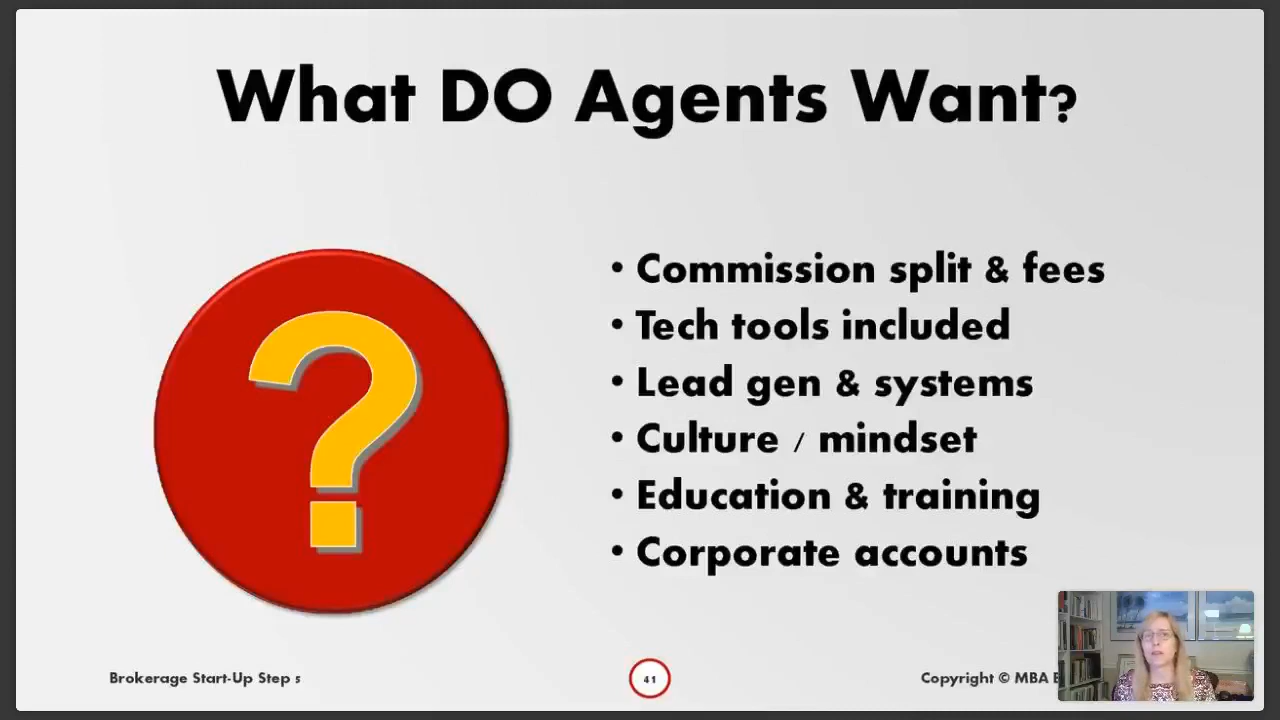 What DO Agents Want?
?
• Commission split & fees
• Tech tools included
• Lead gen & systems
• Culture / mindset
• Education & training
• Corporate accounts
Brokerage Start-Up Step 5
41
Copyright © MBA